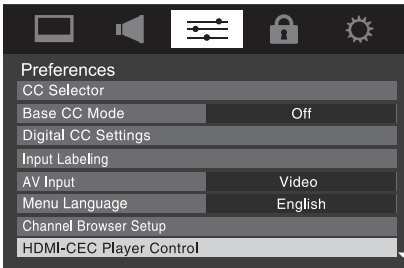 Preferences
CC Selector
Base CC Mode Off
Digital CC Settings
Input Labeling
AV Input Video
Menu Language English
Channel Browser Setup
HDMI-CEC Player Control